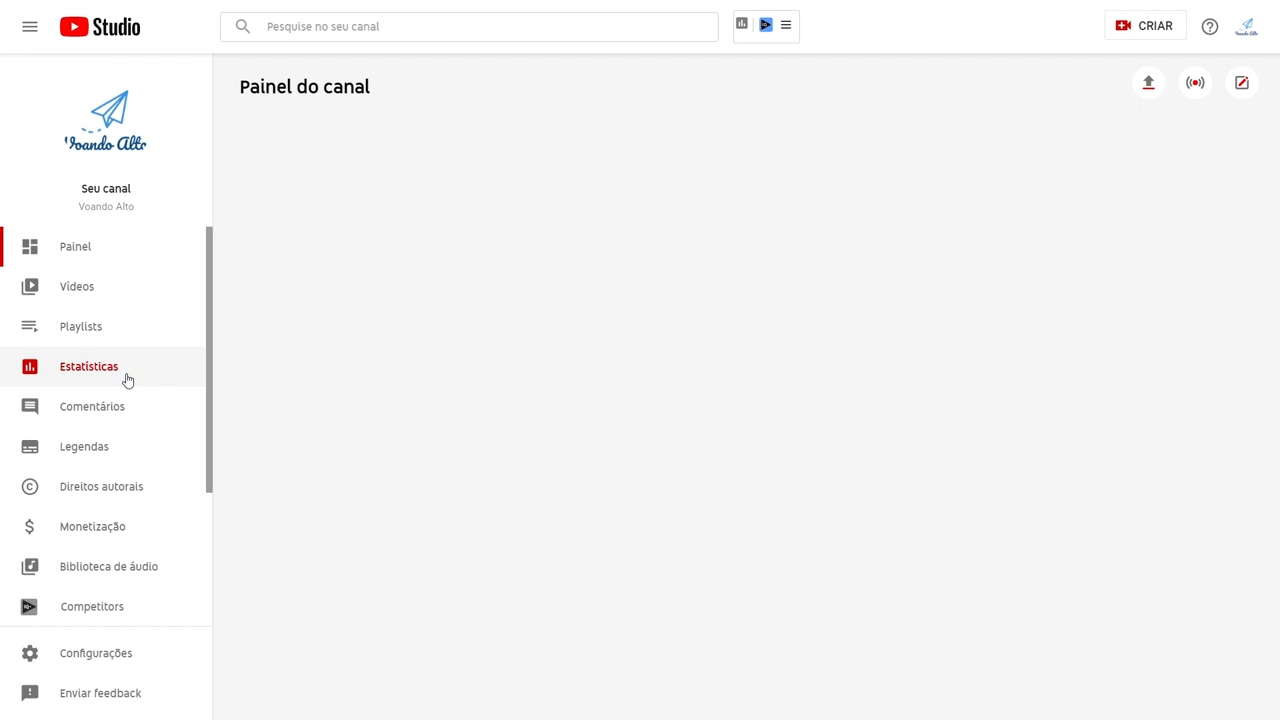 Studio
Pesquise no seu canal
CRIAR
Voando Alto
Seu canal
Voando Alto
Painel do canal
Painel
Vídeos
Playlists
Estatísticas
Comentários
Legendas
Direitos autorais
Monetização
Biblioteca de áudio
Competitors
Configurações
Enviar feedback